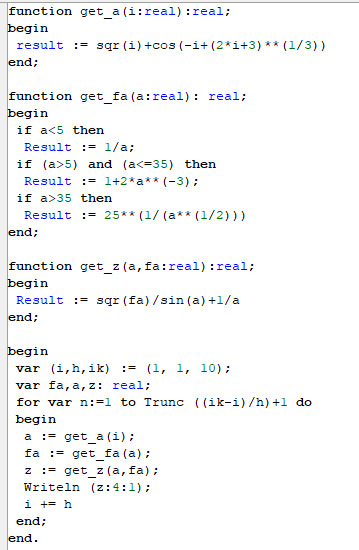 function get_a(i:real):real;
begin
result := sqr(i)+cos(-i+(2*i+3)**(1/3))
end;
function get_fa(a:real): real;
begin
if a<5 then
Result := 1/a;
if (a>5) and (a<=35) then
Result := 1+2*a**(-3);
if a>35 then
Result := 25**(1/(a**(1/2)))
end;
function get_z(a,fa:real):real;
begin
Result := sqr(fa)/sin(a)+1/a
end;
begin
var (i,h,ik) := (1, 1, 10);
var fa,a,z: real;
for var n:=1 to Trunc ((ik-i)/h)+1 do
begin
a := get_a(i);
fa := get_fa(a);
z := get_z(a,fa);
Writeln (z:4:1);
i += h
end;
end.